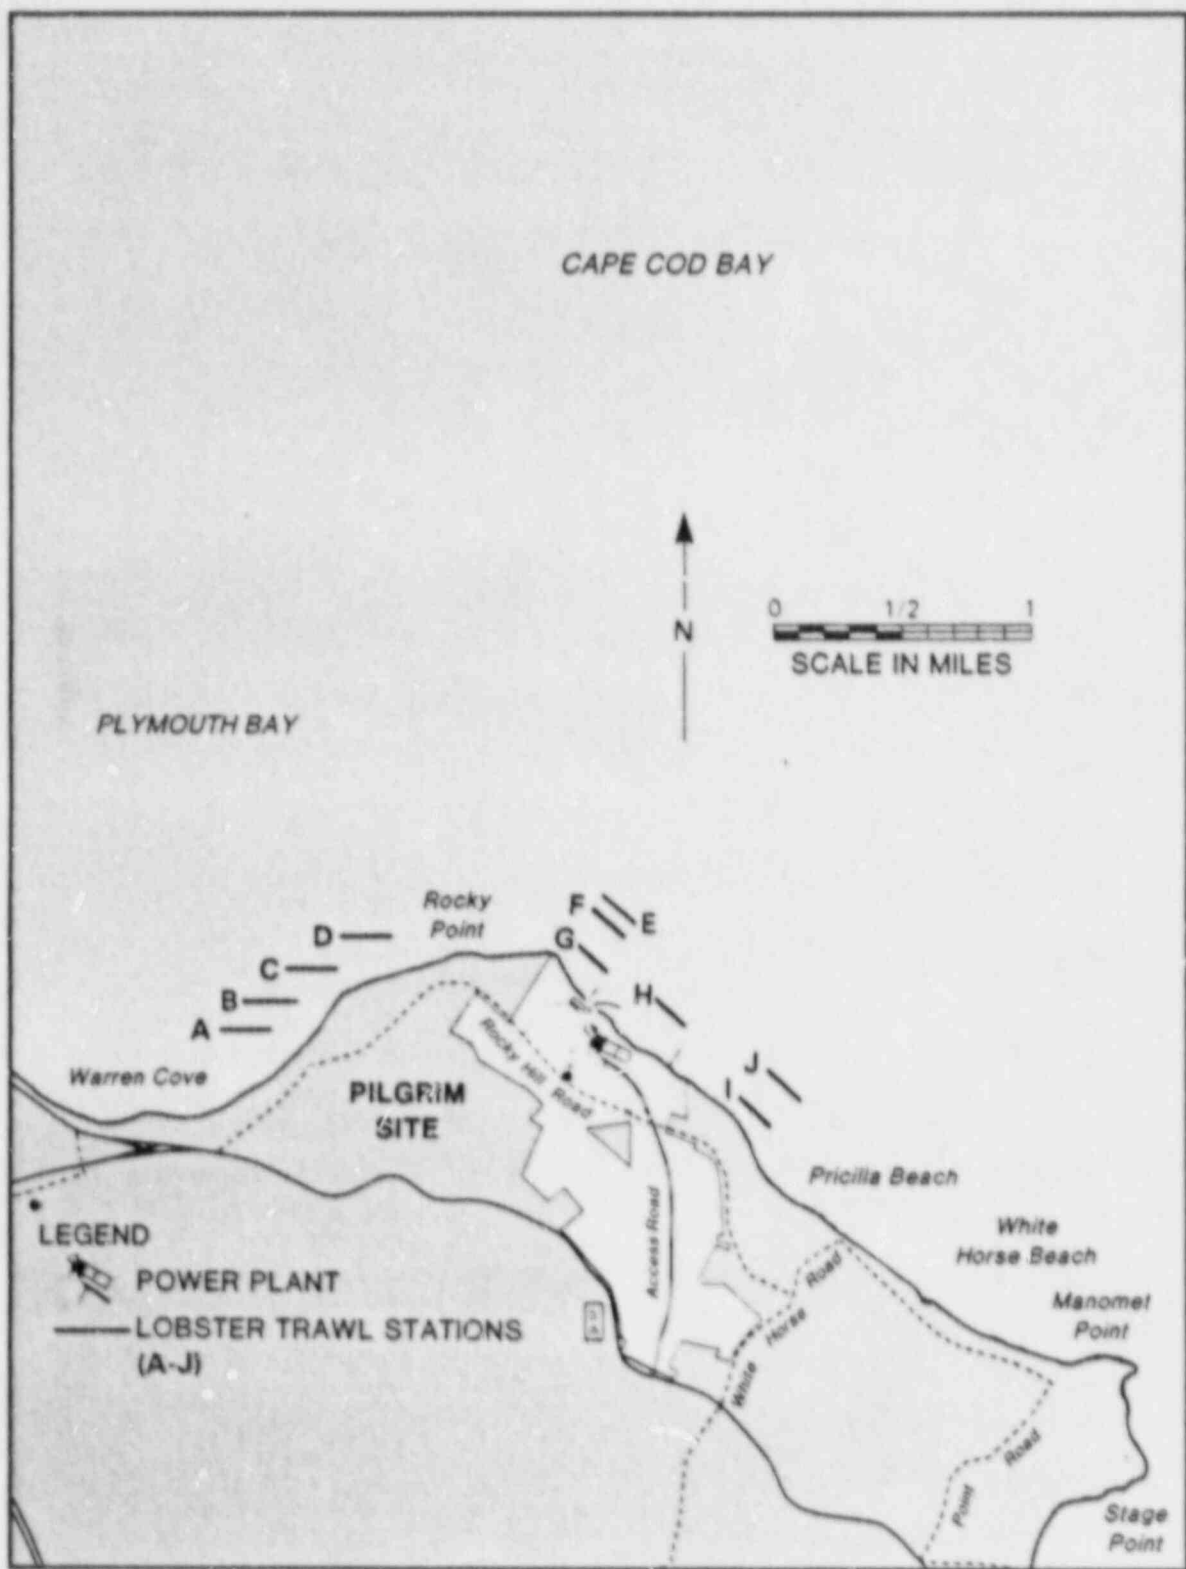 CAPE COD BAY
N
0 1/2 1
SCALE IN MILES
PLYMOUTH BAY
Rocky
Point
F
E
D
G
C
H
B
A
J
I
Warren Cove
PILGRIM
SITE
Rocky Hill Road
Pricilla Beach
Access Road
White
Horse Beach
White Horse Road
Manomet
Point
Point Road
Stage
Point
LEGEND
POWER PLANT
LOBSTER TRAWL STATIONS
(A-J)